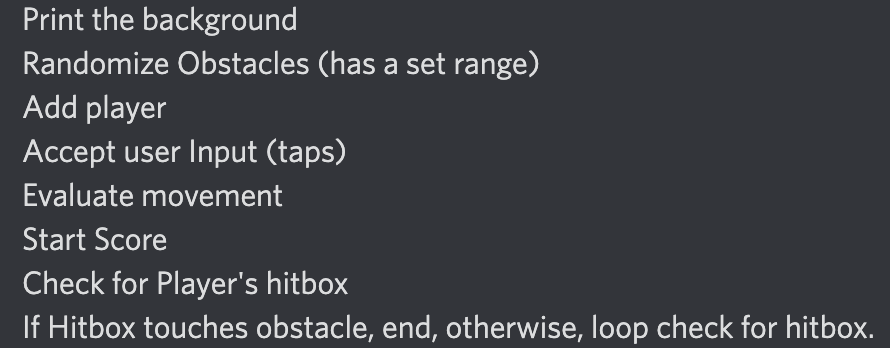 Print the background
Randomize Obstacles (has a set range)
Add player
Accept user Input (taps)
Evaluate movement
Start Score
Check for Player's hitbox
If Hitbox touches obstacle, end, otherwise, loop check for hitbox.